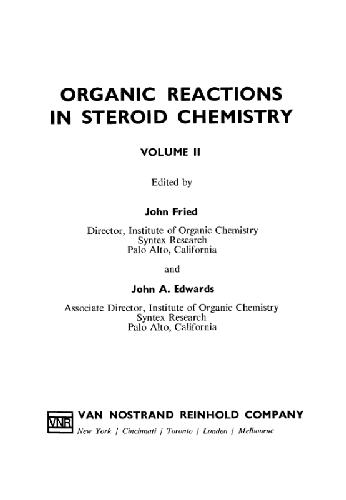 ORGANIC REACTIONS
IN STEROID CHEMISTRY
VOLUME II
Edited by
John Fried
Director, Institute of Organic Chemistry
Syntex Research
Palo Alto, California
and
John A. Edwards
Associate Director, Institute of Organic Chemistry
Syntex Research
Palo Alto, California
VNR VAN NOSTRAND REINHOLD COMPANY
New York / Cincinnati / Toronto / London / Melbourne